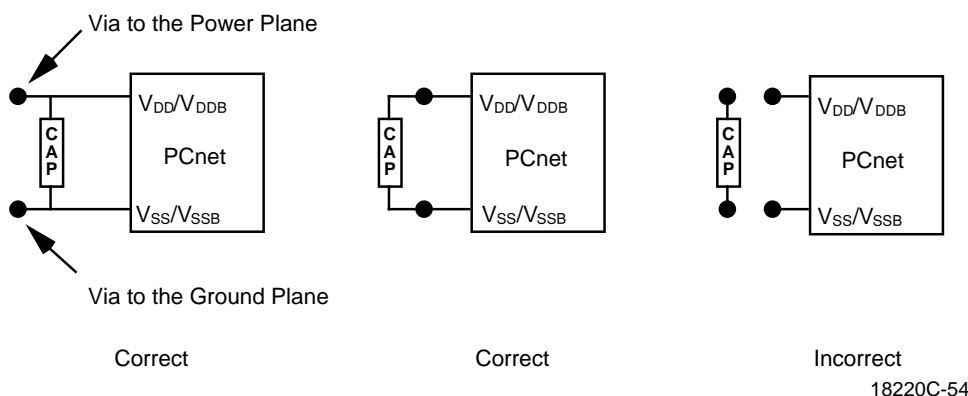 Via to the Power Plane
VDD/VDDB
CAP
PCnet
VSS/VSSB
Via to the Ground Plane
Correct
VDD/VDDB
CAP
PCnet
VSS/VSSB
Correct
VDD/VDDB
CAP
PCnet
VSS/VSSB
Incorrect
18220C-54